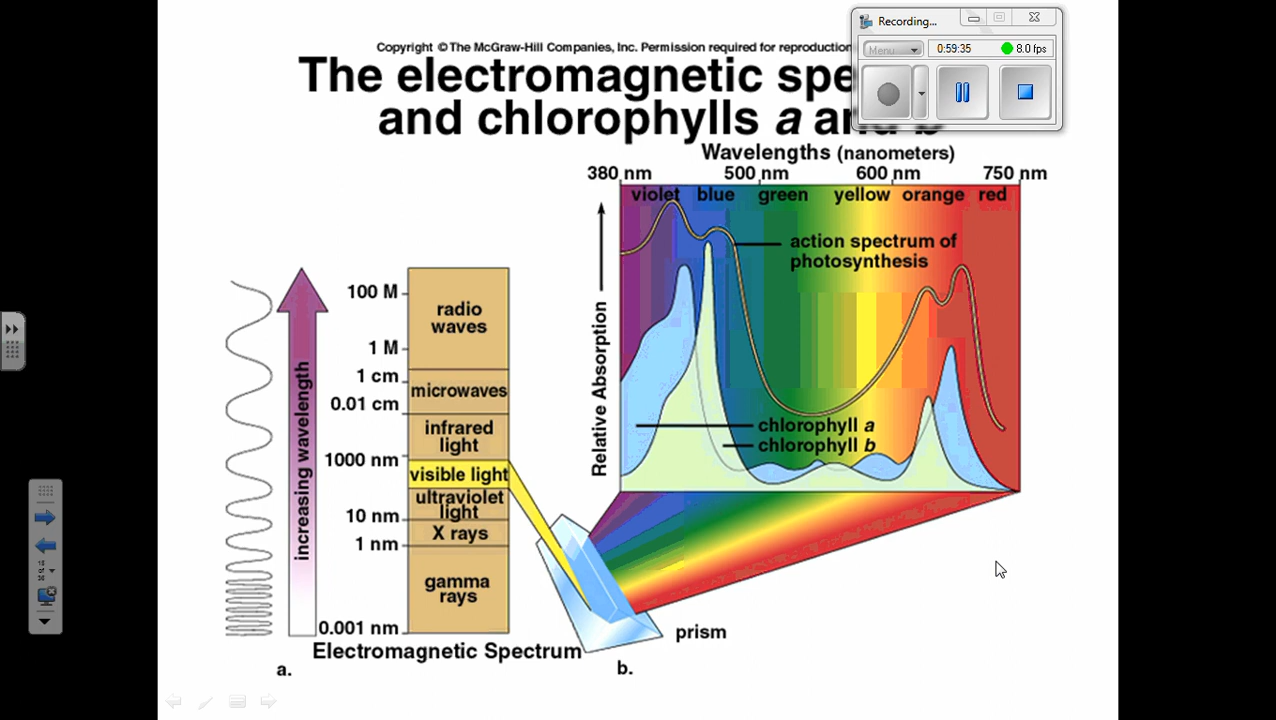 Recording...
Menu
0:59:35
8.0 fps
Copyright © The McGraw-Hill Companies, Inc. Permission required for reproduction
The electromagnetic spe
and chlorophylls a and b
Wavelengths (nanometers)
380 nm 500 nm 600 nm 750 nm
violet blue green yellow orange red
action spectrum of
photosynthesis
Relative Absorption
chlorophyll a
chlorophyll b
increasing wavelength
100 M
1 M
1 cm
0.01 cm
1000 nm
10 nm
1 nm
0.001 nm
radio
waves
microwaves
infrared
light
visible light
ultraviolet
light
X rays
gamma
rays
Electromagnetic Spectrum
prism
a.
b.